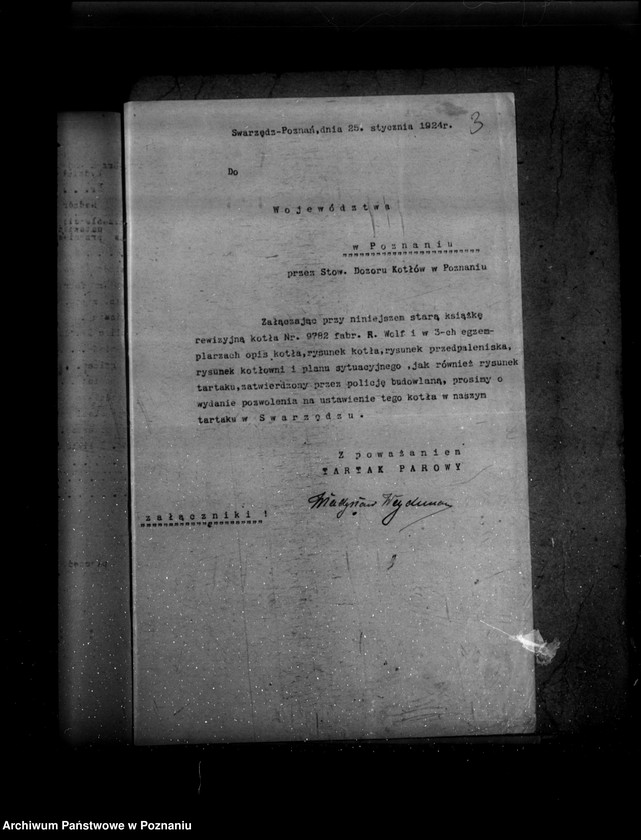 3
Swarzędz-Poznań,dnia 25. stycznia 1924r.
Do
Województwa
w Poznaniu
przez Stow. Dozoru Kotłów w Poznaniu
Załączając przy niniejszem starą książkę
rewizyjną kotła Nr. 9782 fabr. R. Wolf i w 3-ch egzem-
plarzach opis kotła,rysunek kotła,rysunek przedpaleniska,
rysunek kotłowni i planu sytuacyjnego ,jak również rysunek
tartaku,zatwierdzony przez policję budowlaną, prosimy o
wydanie pozwolenia na ustawienie tego kotła w naszym
tartaku w Swarzędzu.
Z poważaniem
TARTAK PAROWY
Władysław
załączniki !
Archiwum Państwowe w Poznaniu